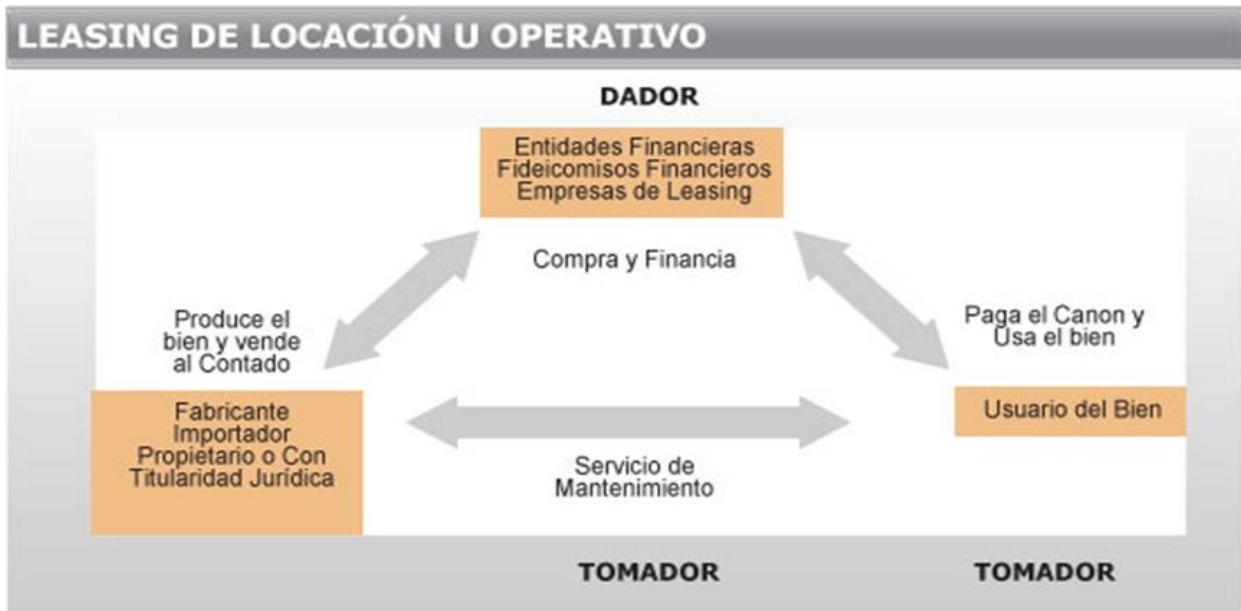 LEASING DE LOCACIÓN U OPERATIVO
DADOR
Entidades Financieras
Fideicomisos Financieros
Empresas de Leasing
Compra y Financia
Produce el
bien y vende
al Contado
Paga el Canon y
Usa el bien
Fabricante
Importador
Propietario o Con
Titularidad Jurídica
Usuario del Bien
Servicio de
Mantenimiento
TOMADOR
TOMADOR